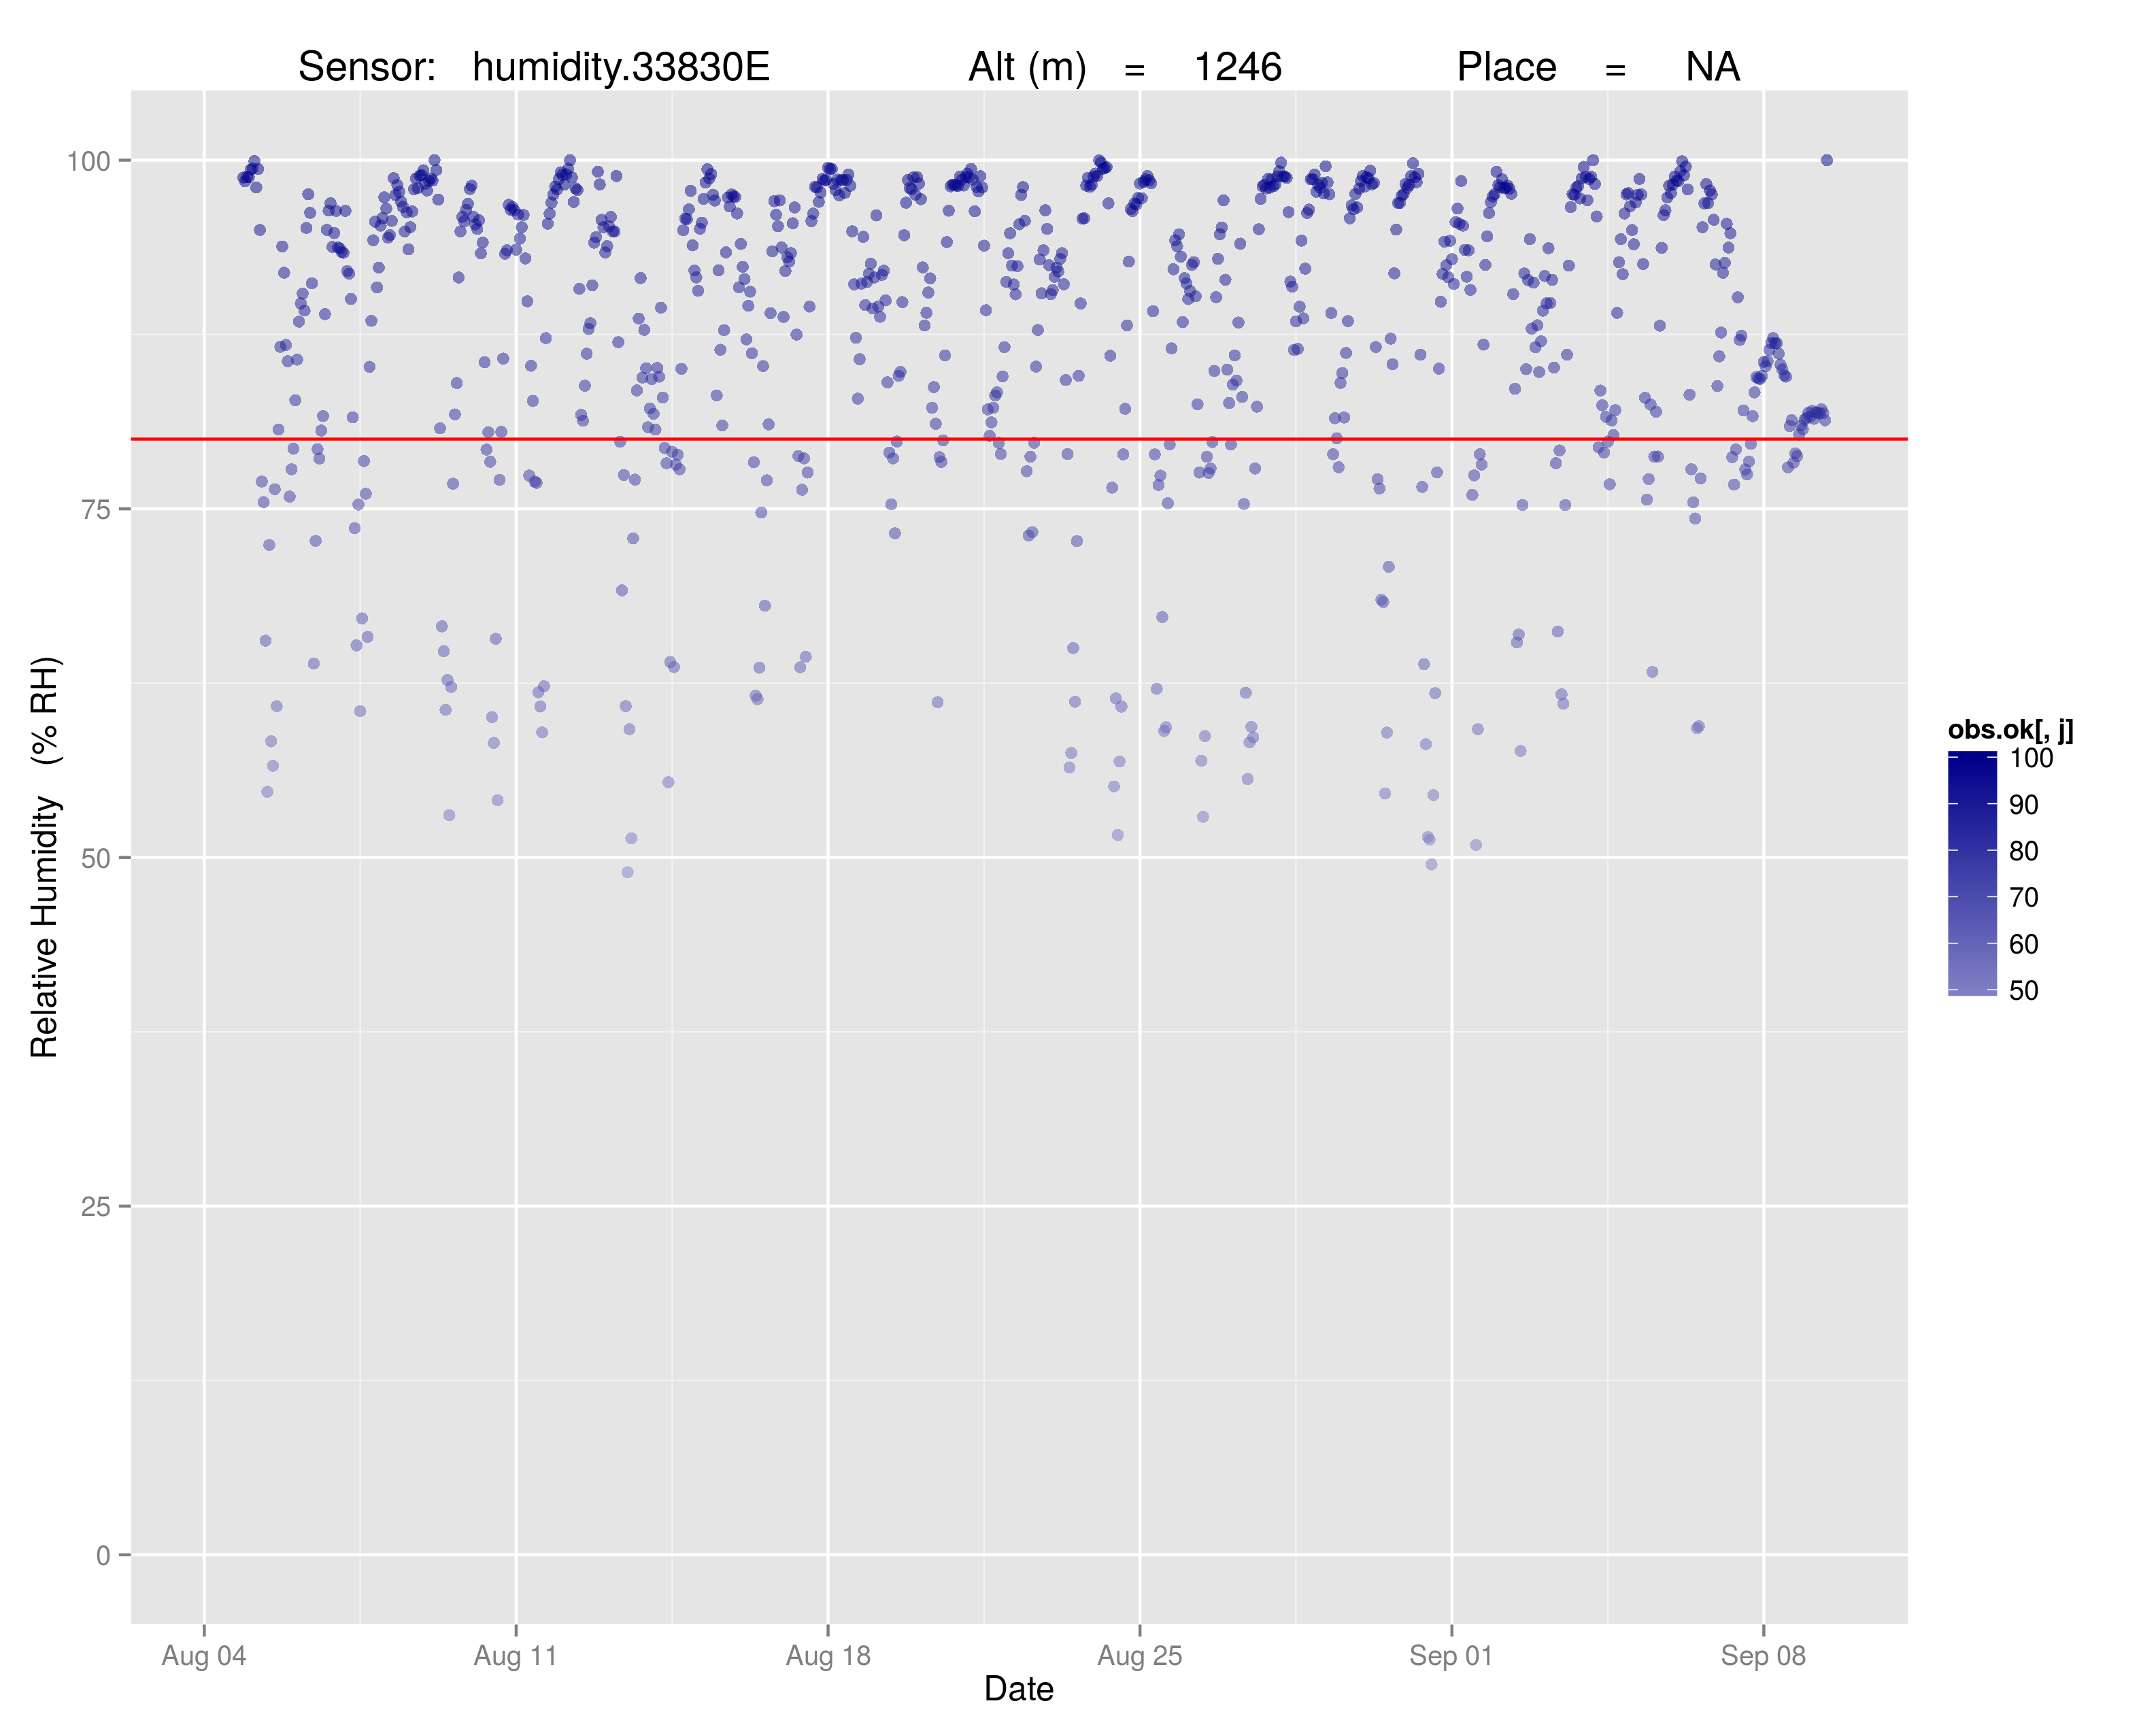 Sensor: humidity.33830E Alt (m) = 1246 Place = NA
Relative Humidity (% RH)
100
75
50
25
0
Aug 04 Aug 11 Aug 18 Aug 25 Sep 01 Sep 08
Date
obs.ok[, j]
100
90
80
70
60
50